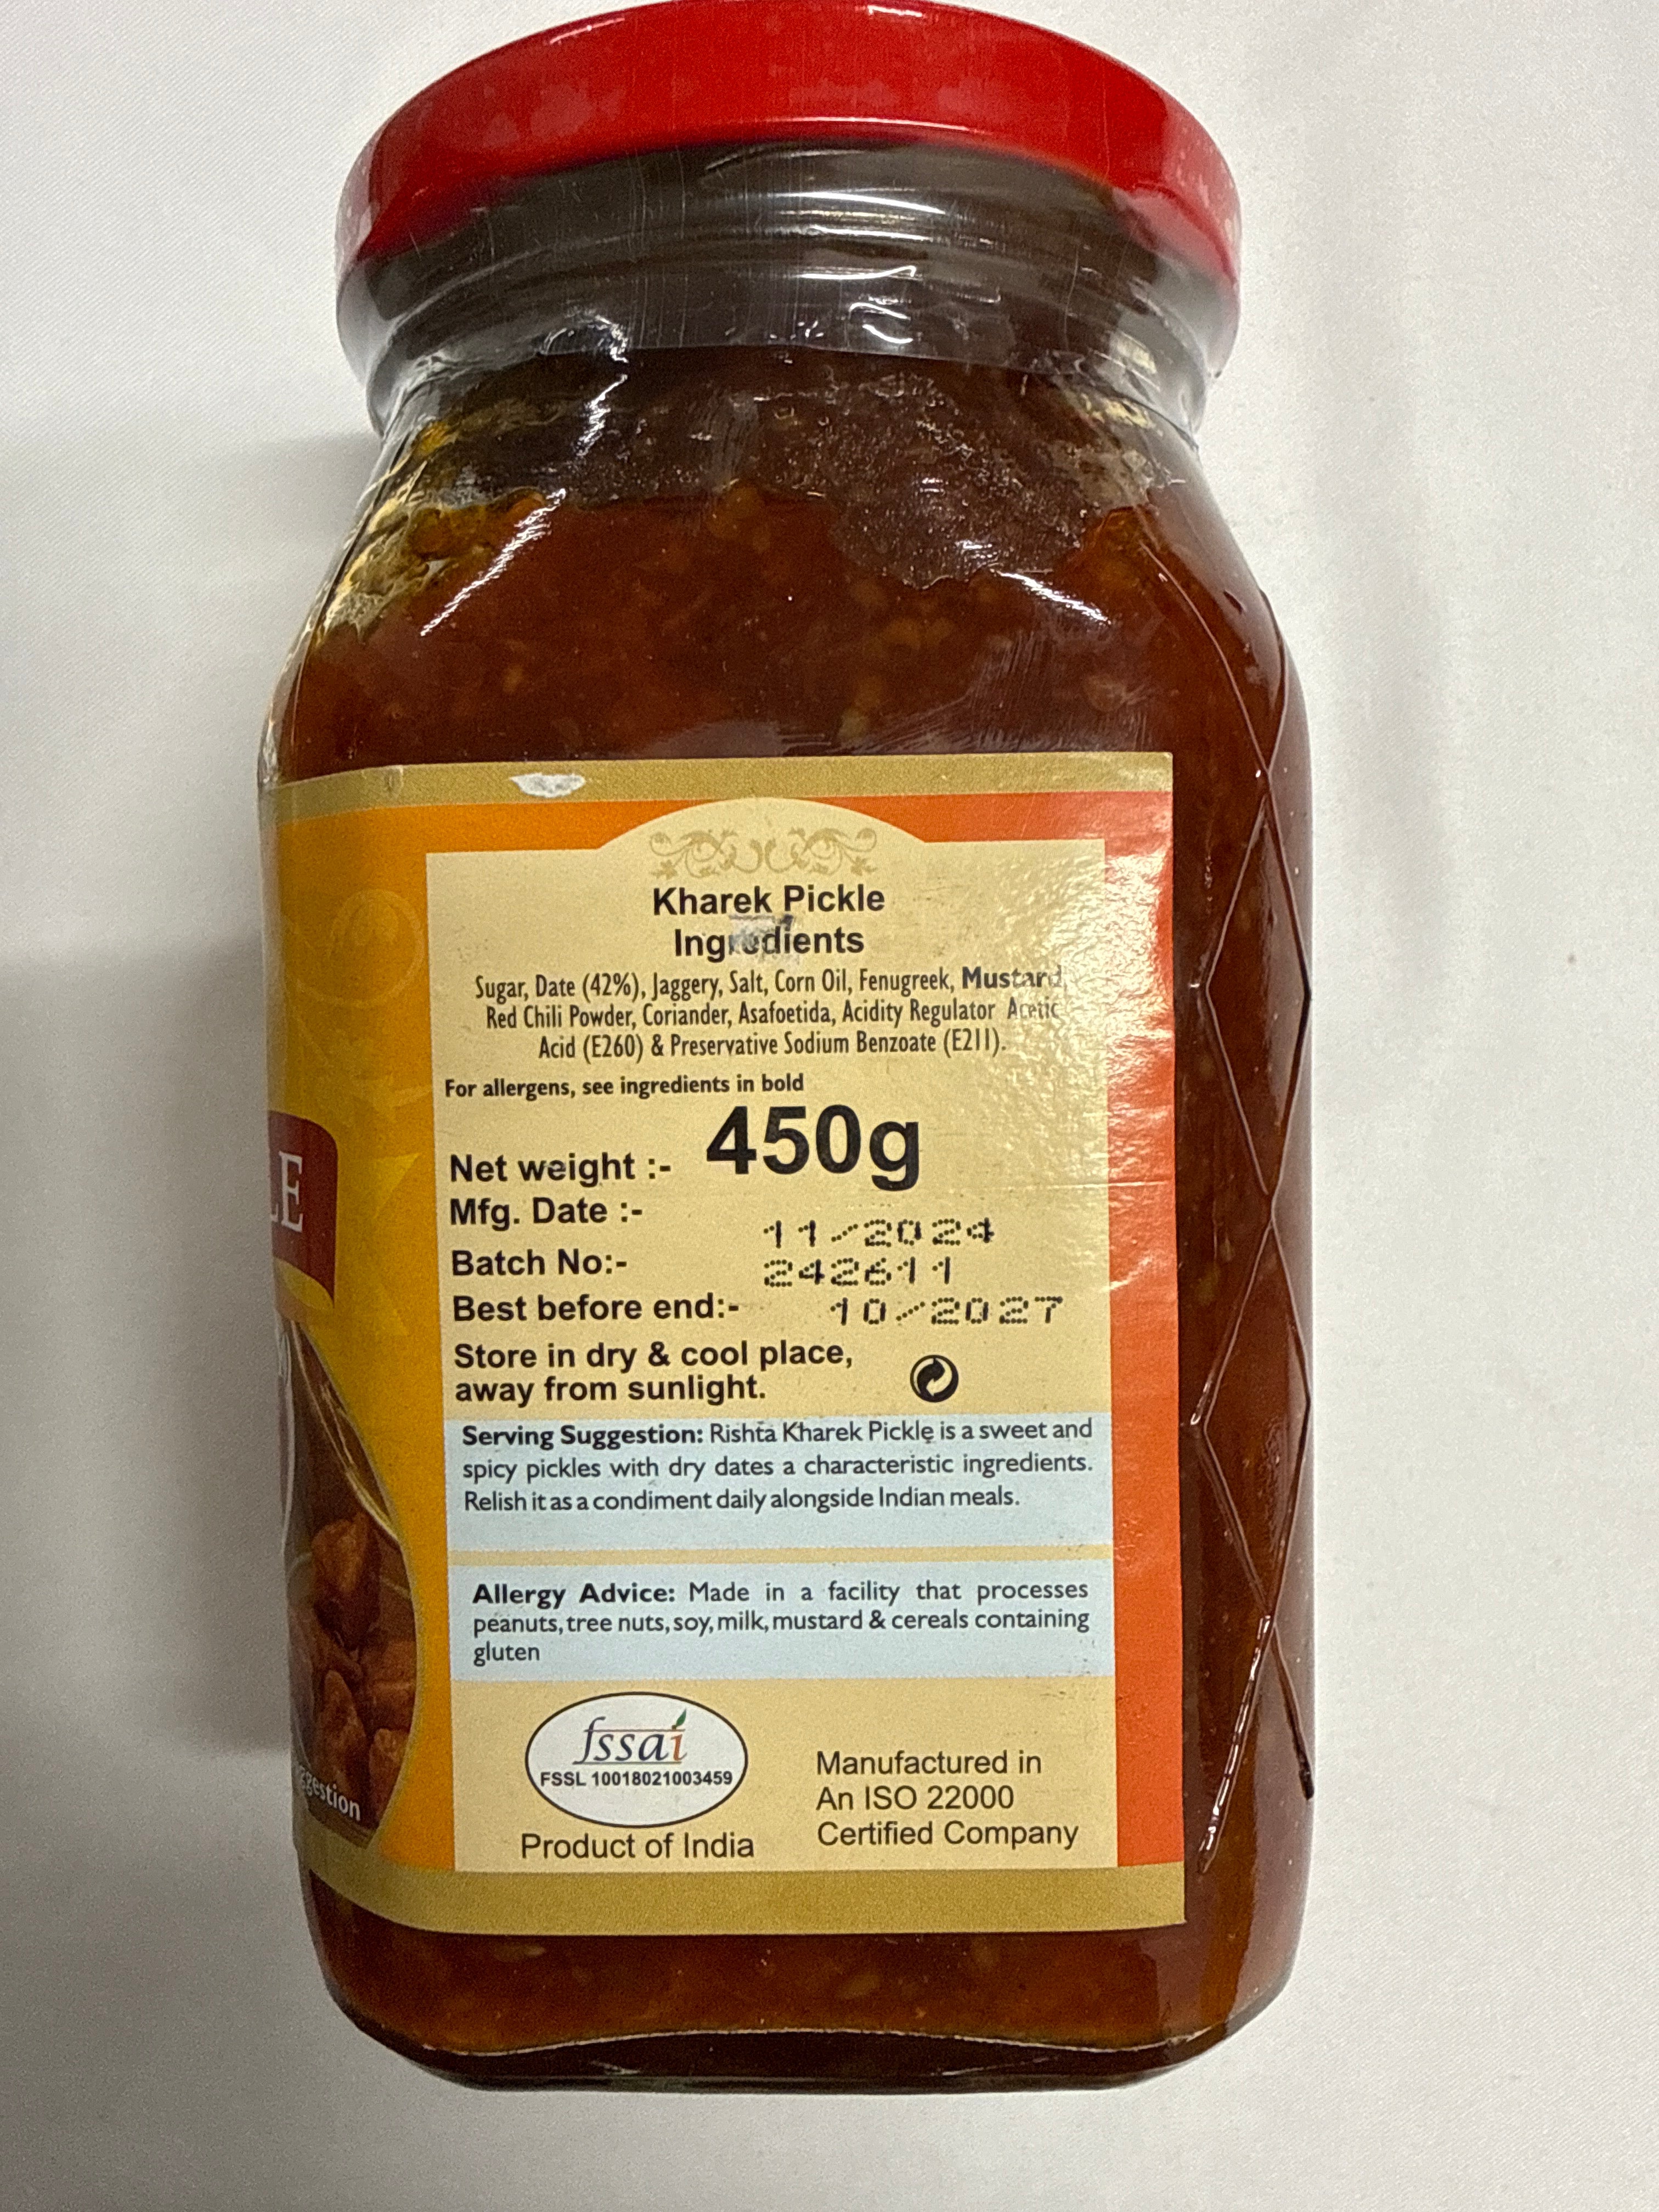 Kharek Pickle
Ingredients
Sugar, Date (42%), Jaggery, Salt, Corn Oil, Fenugreek, Mustard,
Red Chili Powder, Coriander, Asafoetida, Acidity Regulator Acetic
Acid (E260) & Preservative Sodium Benzoate (E211).
For allergens, see ingredients in bold
Net weight :- 450g
Mfg. Date :- 11/2024
Batch No:- 242611
Best before end:- 10/2027
Store in dry & cool place,
away from sunlight.
Serving Suggestion: Rishta Kharek Pickle is a sweet and
spicy pickles with dry dates a characteristic ingredients.
Relish it as a condiment daily alongside Indian meals.
Allergy Advice: Made in a facility that processes
peanuts, tree nuts, soy, milk, mustard & cereals containing
gluten
fssai
FSSL 10018021003459
Product of India
Manufactured in
An ISO 22000
Certified Company
LE